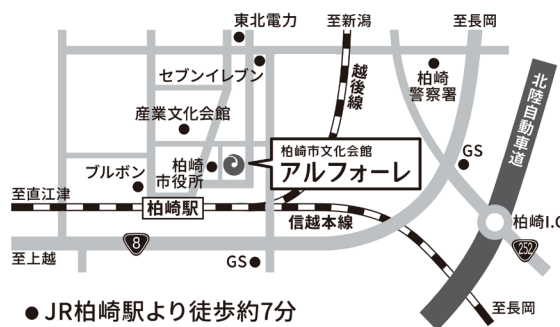 東北電力
至新潟
至長岡
セブンイレブン
越後線
柏崎
警察署
北陸自動車道
産業文化会館
柏崎市文化会館
アルフォーレ
ブルボン
柏崎
市役所
GS
至直江津
柏崎駅
信越本線
柏崎I.C
8
252
至上越
GS
至長岡
●JR柏崎駅より徒歩約7分